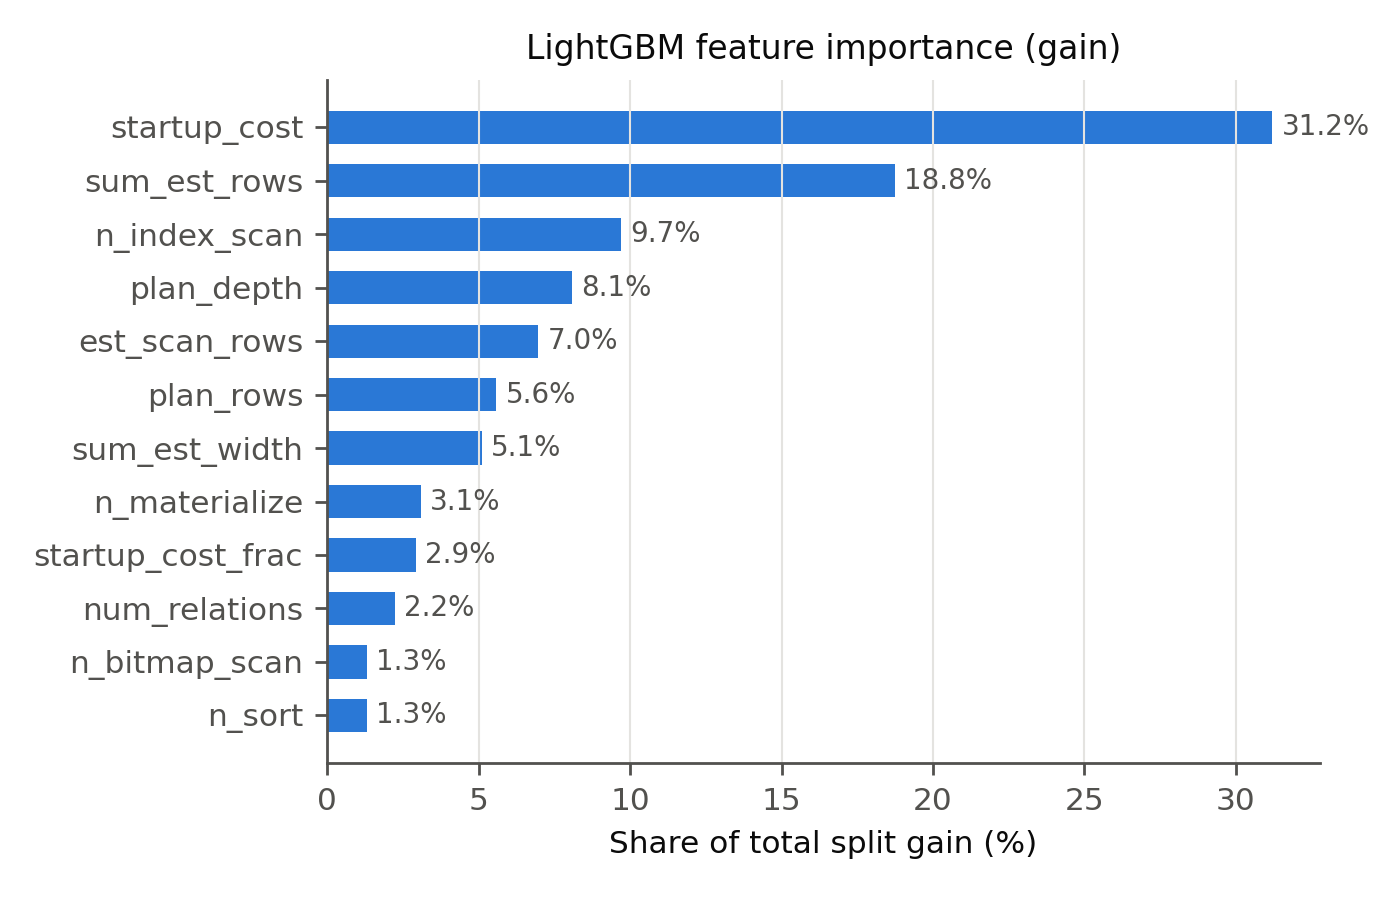 LightGBM feature importance (gain)
startup_cost 31.2%
sum_est_rows 18.8%
n_index_scan 9.7%
plan_depth 8.1%
est_scan_rows 7.0%
plan_rows 5.6%
sum_est_width 5.1%
n_materialize 3.1%
startup_cost_frac 2.9%
num_relations 2.2%
n_bitmap_scan 1.3%
n_sort 1.3%
0 5 10 15 20 25 30
Share of total split gain (%)